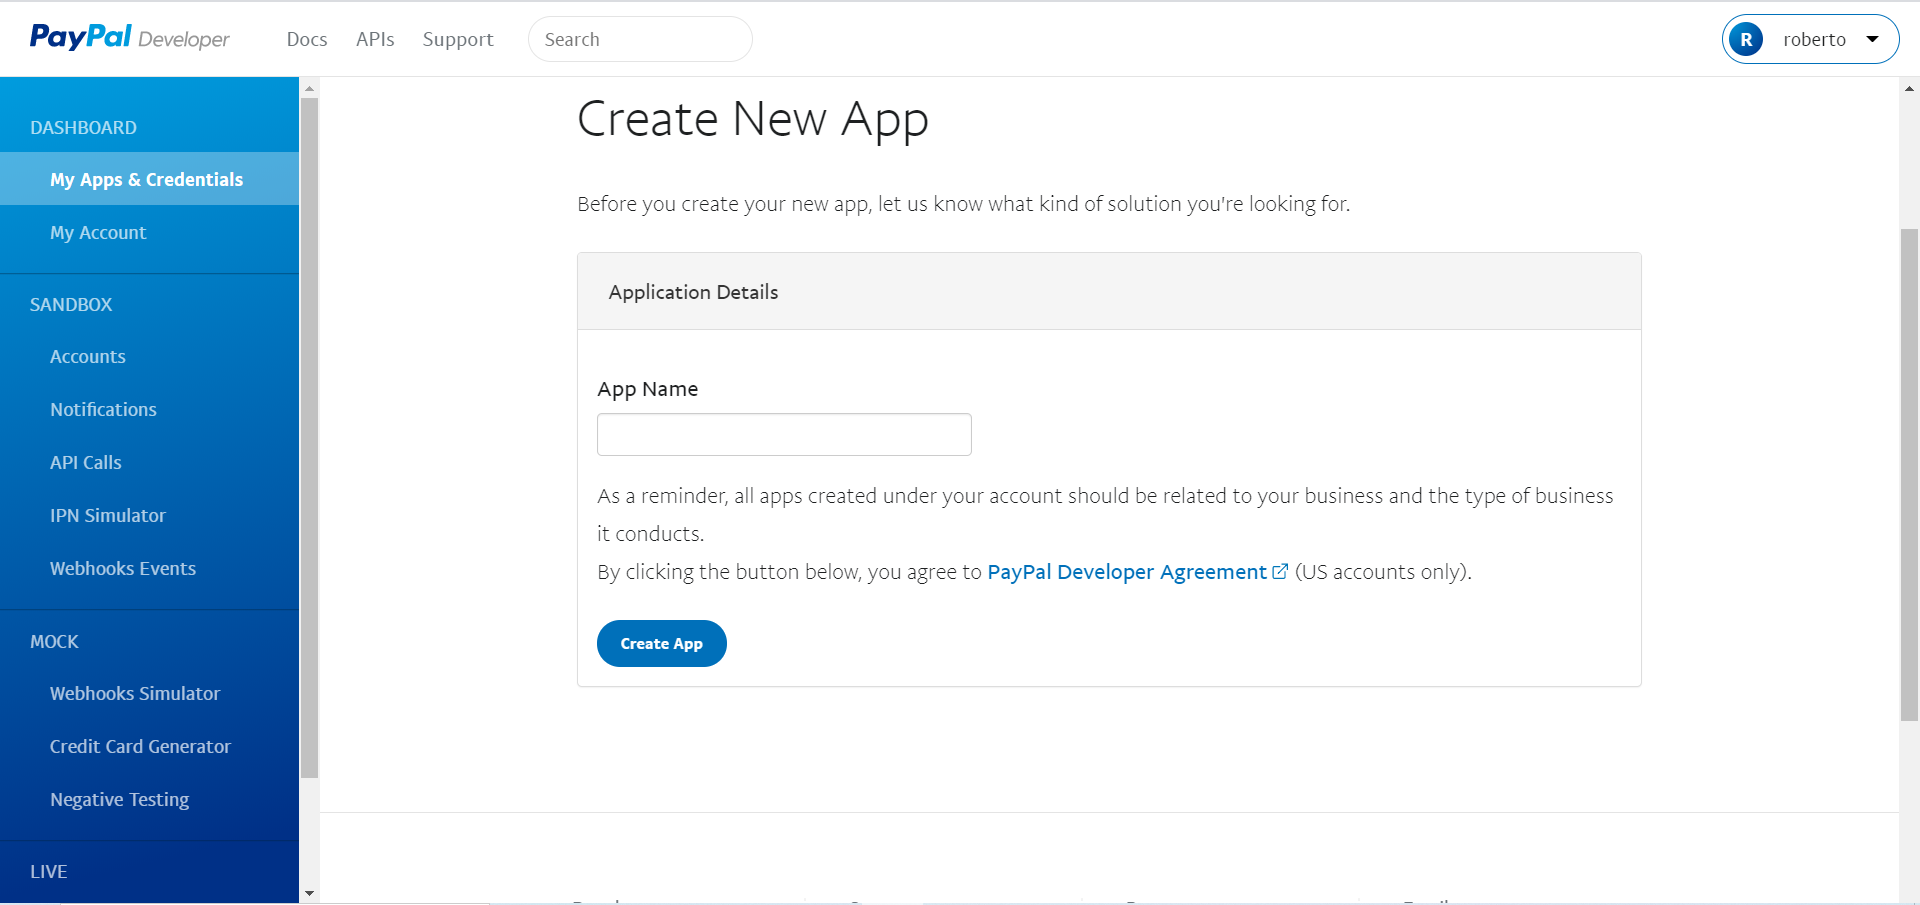 PayPal Developer
Docs
APIs
Support
Search
R
roberto
DASHBOARD
My Apps & Credentials
My Account
SANDBOX
Accounts
Notifications
API Calls
IPN Simulator
Webhooks Events
MOCK
Webhooks Simulator
Credit Card Generator
Negative Testing
LIVE
Create New App
Before you create your new app, let us know what kind of solution you're looking for.
Application Details
App Name
As a reminder, all apps created under your account should be related to your business and the type of business
it conducts.
By clicking the button below, you agree to PayPal Developer Agreement (US accounts only).
Create App